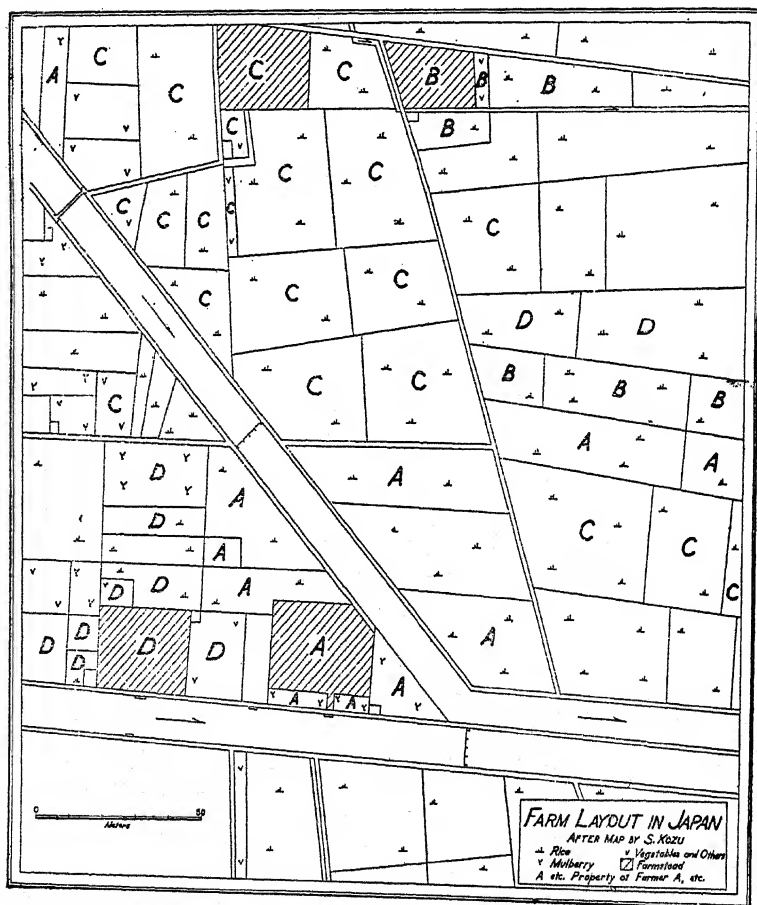 A C C C C B B B
C B
C C
C C C C C
C C C
D D
C C B B B
C A A
D A A C C C
D A
D D A
D D D D A A
D A A A
0 50
Meters
FARM LAYOUT IN JAPAN
AFTER MAP BY S. KOZU
Rice v Vegetables and Others
Y Mulberry Farmstead
A etc. Property of Farmer A, etc.